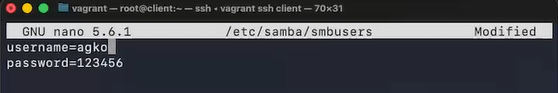 vagrant — root@client:~ — ssh ◂ vagrant ssh client — 70×31
GNU nano 5.6.1 /etc/samba/smbusers Modified
username=agko
password=123456